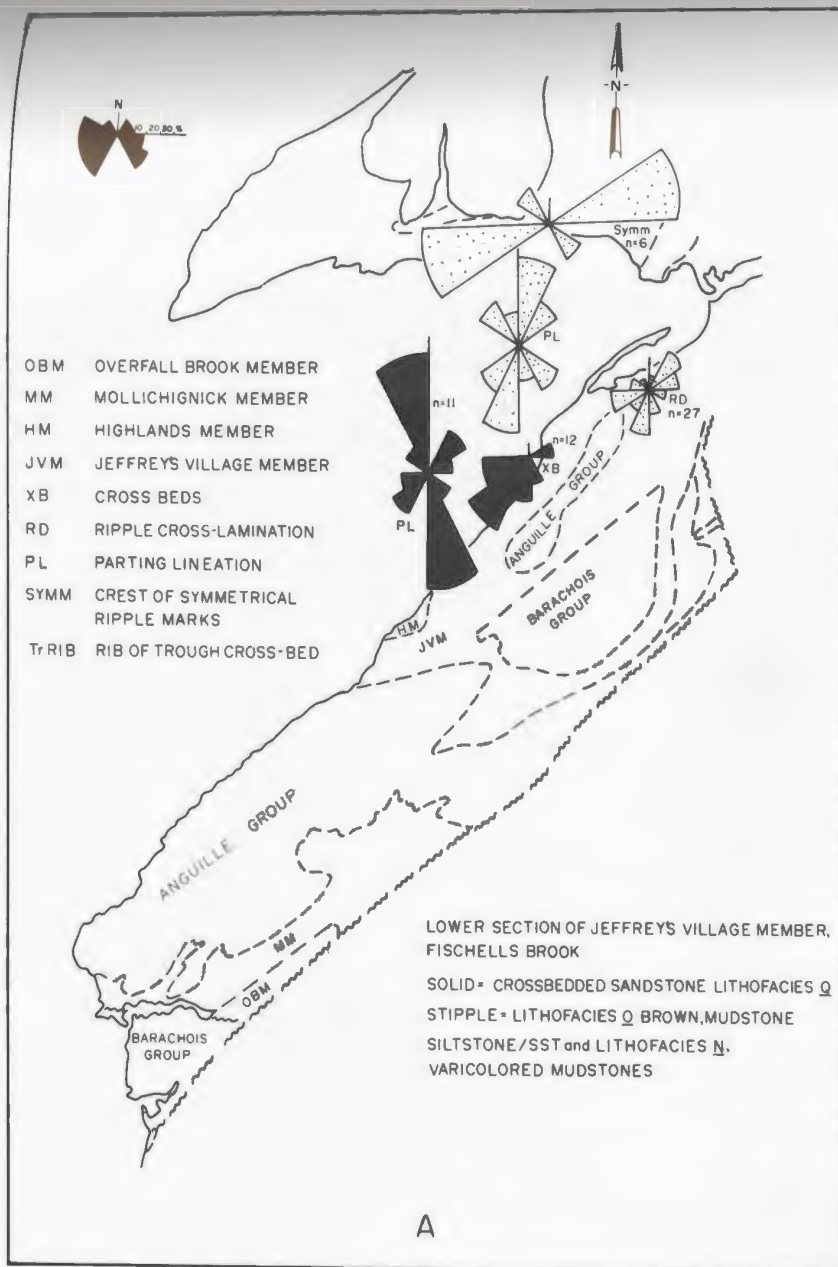 N
10 20 30 %
-N-
Symm
n=6
PL
n=11
RD
n=27
n=12
XB
PL
OBM OVERFALL BROOK MEMBER
MM MOLLICHIGNICK MEMBER
HM HIGHLANDS MEMBER
JVM JEFFREY'S VILLAGE MEMBER
XB CROSS BEDS
RD RIPPLE CROSS-LAMINATION
PL PARTING LINEATION
SYMM CREST OF SYMMETRICAL
RIPPLE MARKS
Tr RIB RIB OF TROUGH CROSS-BED
ANGUILLE GROUP
BARACHOIS
GROUP
HM
JVM
ANGUILLE GROUP
MM
OBM
BARACHOIS
GROUP
LOWER SECTION OF JEFFREY'S VILLAGE MEMBER,
FISCHELLS BROOK
SOLID= CROSSBEDDED SANDSTONE LITHOFACIES Q
STIPPLE= LITHOFACIES O BROWN, MUDSTONE
SILTSTONE/SST and LITHOFACIES N.
VARICOLORED MUDSTONES
A